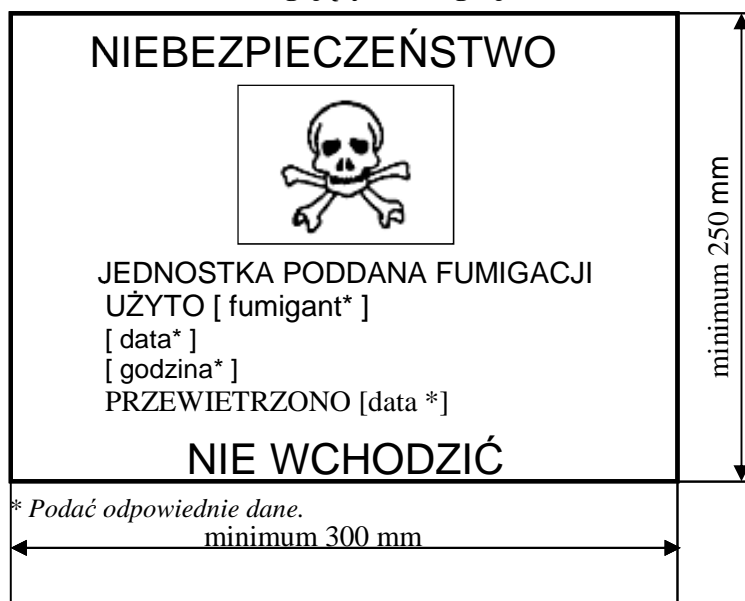 NIEBEZPIECZEŃSTWO
JEDNOSTKA PODDANA FUMIGACJI
UŻYTO [ fumigant* ]
[ data* ]
[ godzina* ]
PRZEWIETRZONO [data *]
NIE WCHODZIĆ
minimum 250 mm
* Podać odpowiednie dane.
minimum 300 mm